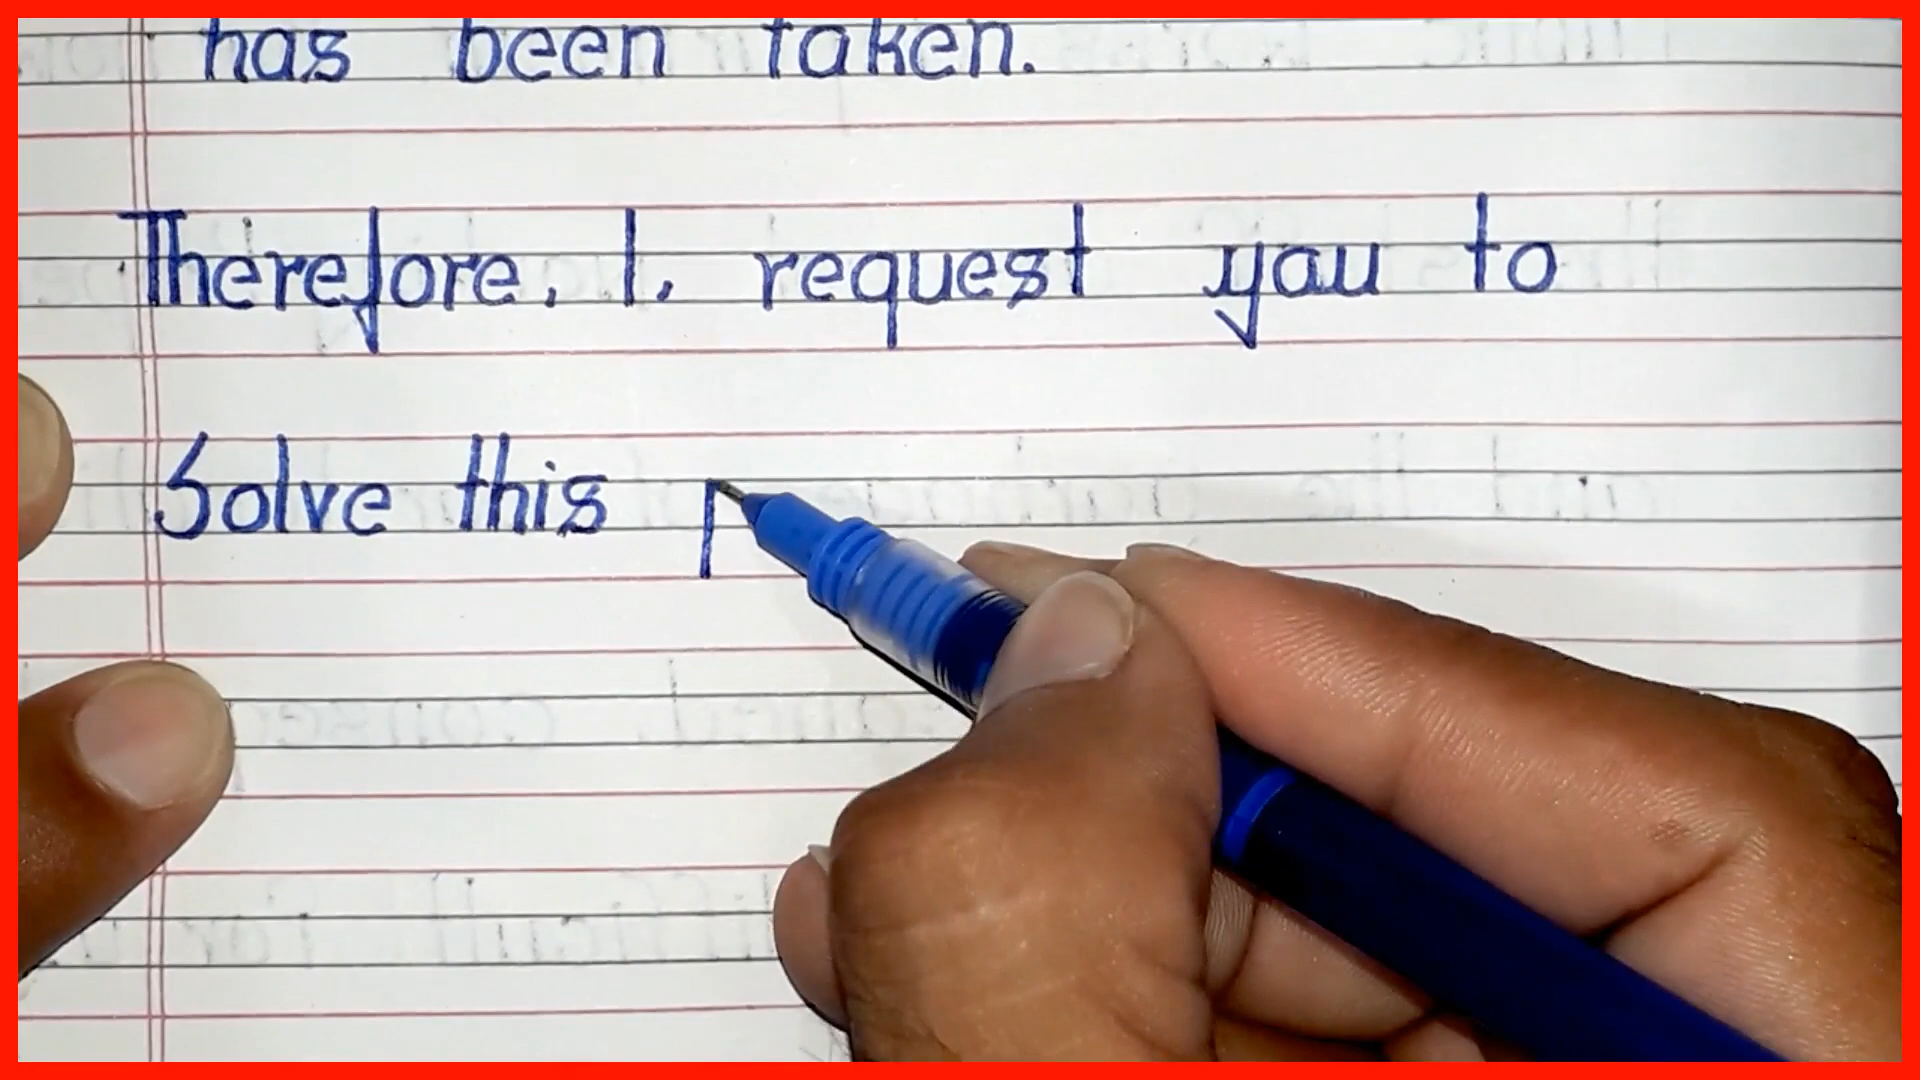 has been taken.
Therefore, I, request you to
Solve this